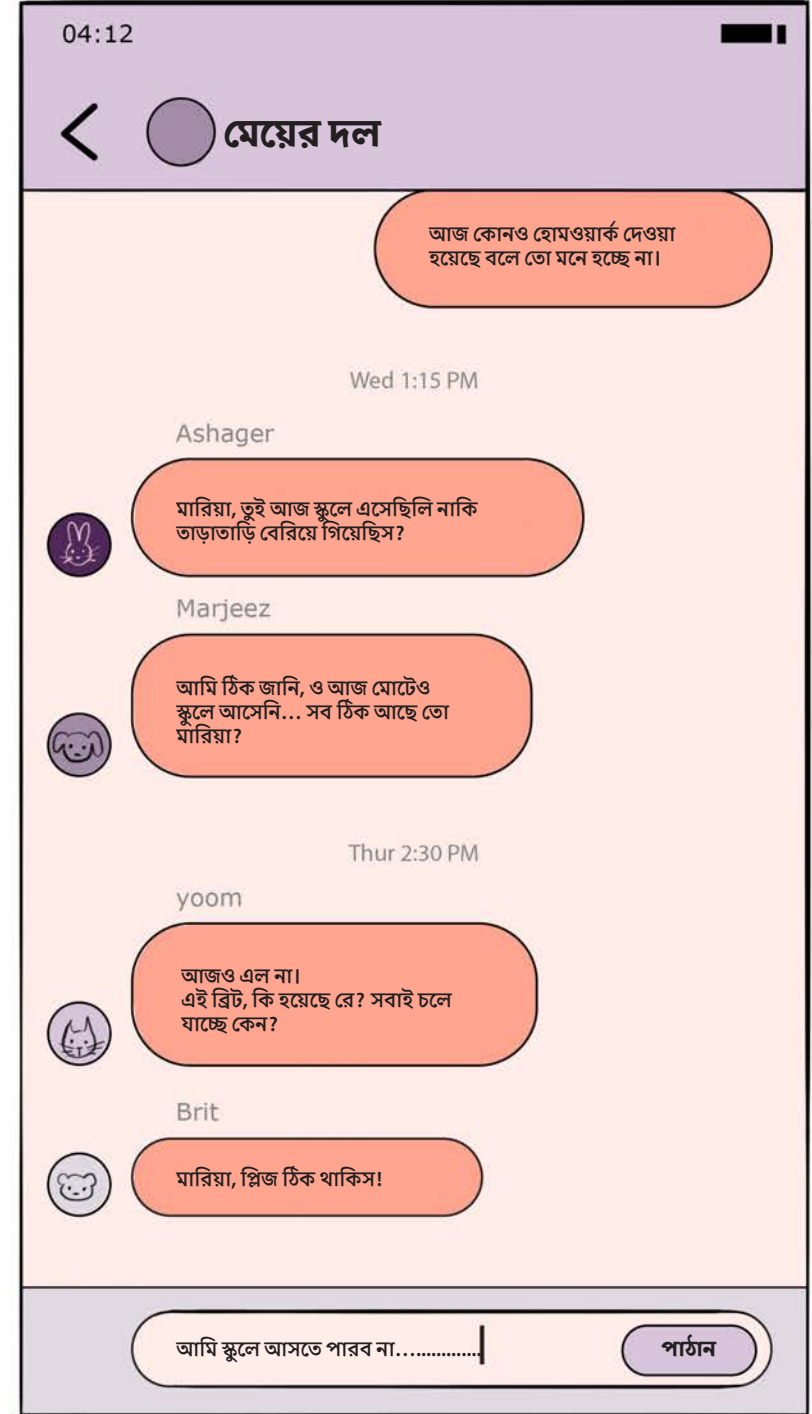 04:12
মেয়ের দল
আজ কোনও হোমওয়ার্ক দেওয়া
হয়েছে বলে তো মনে হচ্ছে না।
Wed 1:15 PM
Ashager
মারিয়া, তুই আজ স্কুলে এসেছিলি নাকি
তাড়াতাড়ি বেরিয়ে গিয়েছিস?
Marjeez
আমি ঠিক জানি, ও আজ মোটেও
স্কুলে আসেনি... সব ঠিক আছে তো
মারিয়া?
Thur 2:30 PM
yoom
আজও এল না।
এই ব্রিট, কি হয়েছে রে? সবাই চলে
যাচ্ছে কেন?
Brit
মারিয়া, প্লিজ ঠিক থাকিস!
আমি স্কুলে আসতে পারব না................
পাঠান